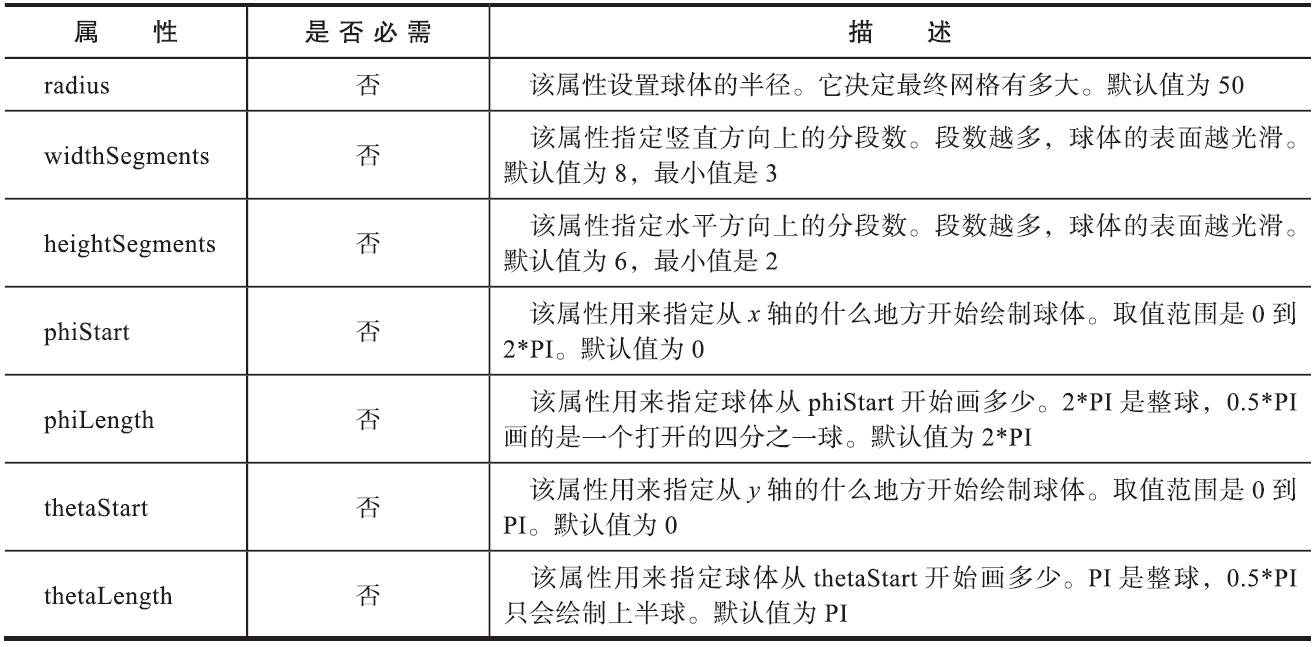 属 性 是否必需 描 述
radius 否 该属性设置球体的半径。它决定最终网格有多大。默认值为 50
widthSegments 否 该属性指定竖直方向上的分段数。段数越多，球体的表面越光滑。
默认值为 8，最小值是 3
heightSegments 否 该属性指定水平方向上的分段数。段数越多，球体的表面越光滑。
默认值为 6，最小值是 2
phiStart 否 该属性用来指定从 x 轴的什么地方开始绘制球体。取值范围是 0 到
2*PI。默认值为 0
phiLength 否 该属性用来指定球体从 phiStart 开始画多少。2*PI 是整球，0.5*PI
画的是一个打开的四分之一球。默认值为 2*PI
thetaStart 否 该属性用来指定从 y 轴的什么地方开始绘制球体。取值范围是 0 到
PI。默认值为 0
thetaLength 否 该属性用来指定球体从 thetaStart 开始画多少。PI 是整球，0.5*PI
只会绘制上半球。默认值为 PI